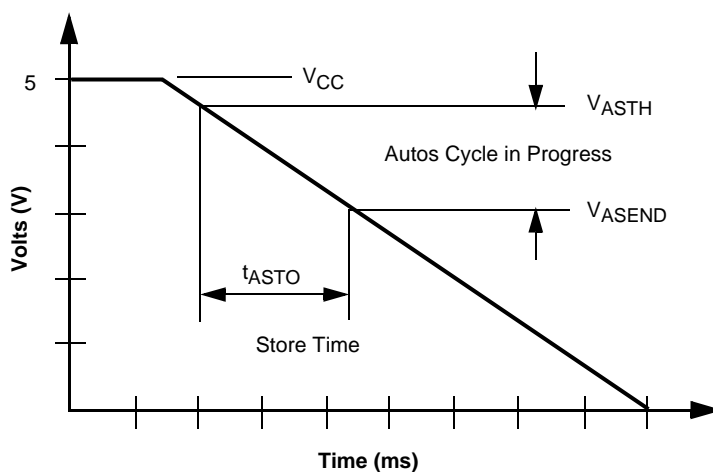 5
V_CC
V_ASTH
Autos Cycle in Progress
V_ASEND
Volts (V)
t_ASTO
Store Time
Time (ms)